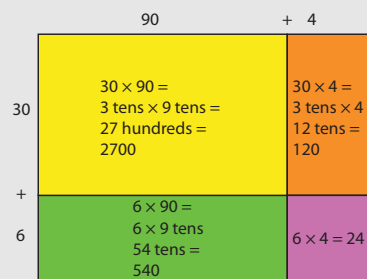 90 + 4
30
30 × 90 =
3 tens × 9 tens =
27 hundreds =
2700
30 × 4 =
3 tens × 4
12 tens =
120
+
6
6 × 90 =
6 × 9 tens
54 tens =
540
6 × 4 = 24